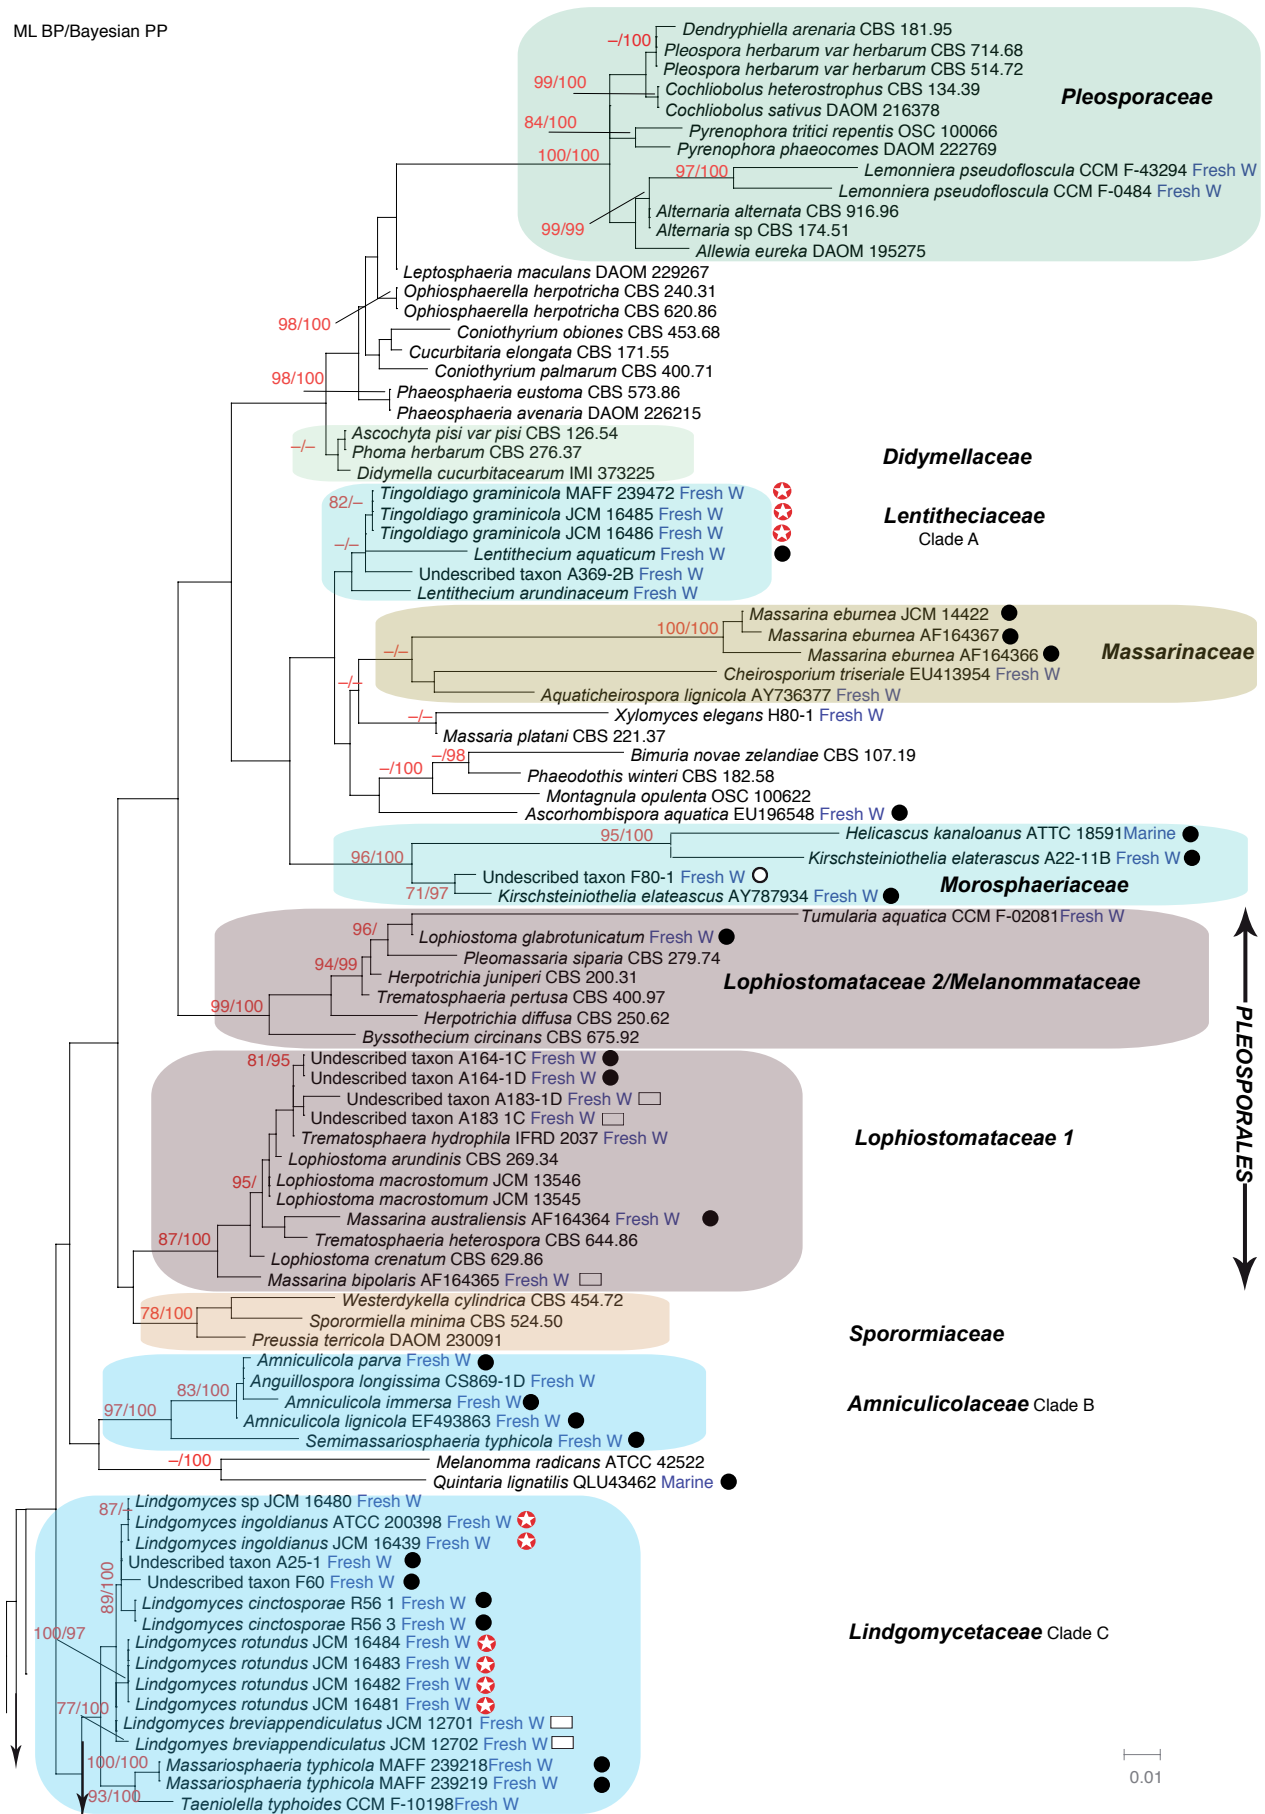 ML BP/Bayesian PP
Dendryphiella arenaria CBS 181.95
–/100
Pleospora herbarum var herbarum CBS 714.68
Pleospora herbarum var herbarum CBS 514.72
99/100
Cochliobolus heterostrophus CBS 134.39
Pleosporaceae
Cochliobolus sativus DAOM 216378
84/100
Pyrenophora tritici repentis OSC 100066
Pyrenophora phaeocomes DAOM 222769
100/100
97/100
Lemonniera pseudofloscula CCM F-43294 Fresh W
Lemonniera pseudofloscula CCM F-0484 Fresh W
Alternaria alternata CBS 916.96
99/99
Alternaria sp CBS 174.51
Allewia eureka DAOM 195275
Leptosphaeria maculans DAOM 229267
Ophiosphaerella herpotricha CBS 240.31
Ophiosphaerella herpotricha CBS 620.86
98/100
Coniothyrium obiones CBS 453.68
Cucurbitaria elongata CBS 171.55
Coniothyrium palmarum CBS 400.71
98/100
Phaeosphaeria eustoma CBS 573.86
Phaeosphaeria avenaria DAOM 226215
Ascochyta pisi var pisi CBS 126.54
–/–
Phoma herbarum CBS 276.37
Didymellaceae
Didymella cucurbitacearum IMI 373225
Tingoldiago graminicola MAFF 239472 Fresh W
82/–
Tingoldiago graminicola JCM 16485 Fresh W
Lentitheciaceae
Tingoldiago graminicola JCM 16486 Fresh W
Clade A
–/–
Lentithecium aquaticum Fresh W
Undescribed taxon A369-2B Fresh W
Lentithecium arundinaceum Fresh W
Massarina eburnea JCM 14422
100/100
Massarina eburnea AF164367
–/–
Massarina eburnea AF164366
Massarinaceae
Cheirosporium triseriale EU413954 Fresh W
–/–
Aquaticheirospora lignicola AY736377 Fresh W
–/–
Xylomyces elegans H80-1 Fresh W
Massaria platani CBS 221.37
–/98
Bimuria novae zelandiae CBS 107.19
–/100
Phaeodothis winteri CBS 182.58
Montagnula opulenta OSC 100622
Ascorhombispora aquatica EU196548 Fresh W
95/100
Helicascus kanaloanus ATTC 18591Marine
96/100
Kirschsteiniothelia elaterascus A22-11B Fresh W
Undescribed taxon F80-1 Fresh W
Morosphaeriaceae
71/97
Kirschsteiniothelia elateascus AY787934 Fresh W
Tumularia aquatica CCM F-02081Fresh W
96/
Lophiostoma glabrotunicatum Fresh W
Pleomassaria siparia CBS 279.74
94/99
Herpotrichia juniperi CBS 200.31
Lophiostomataceae 2/Melanommataceae
Trematosphaeria pertusa CBS 400.97
99/100
Herpotrichia diffusa CBS 250.62
Byssothecium circinans CBS 675.92
PLEOSPORALES
81/95
Undescribed taxon A164-1C Fresh W
Undescribed taxon A164-1D Fresh W
Undescribed taxon A183-1D Fresh W
Undescribed taxon A183 1C Fresh W
Trematosphaera hydrophila IFRD 2037 Fresh W
Lophiostomataceae 1
Lophiostoma arundinis CBS 269.34
95/
Lophiostoma macrostomum JCM 13546
Lophiostoma macrostomum JCM 13545
Massarina australiensis AF164364 Fresh W
87/100
Trematosphaeria heterospora CBS 644.86
Lophiostoma crenatum CBS 629.86
Massarina bipolaris AF164365 Fresh W
Westerdykella cylindrica CBS 454.72
78/100
Sporormiella minima CBS 524.50
Preussia terricola DAOM 230091
Sporormiaceae
Amniculicola parva Fresh W
Anguillospora longissima CS869-1D Fresh W
83/100
Amniculicola immersa Fresh W
Amniculicolaceae Clade B
97/100
Amniculicola lignicola EF493863 Fresh W
Semimassariosphaeria typhicola Fresh W
–/100
Melanomma radicans ATCC 42522
Quintaria lignatilis QLU43462 Marine
Lindgomyces sp JCM 16480 Fresh W
87/–
Lindgomyces ingoldianus ATCC 200398 Fresh W
Lindgomyces ingoldianus JCM 16439 Fresh W
Undescribed taxon A25-1 Fresh W
89/100
Undescribed taxon F60 Fresh W
Lindgomyces cinctosporae R56 1 Fresh W
Lindgomyces cinctosporae R56 3 Fresh W
100/97
Lindgomyces rotundus JCM 16484 Fresh W
Lindgomycetaceae Clade C
Lindgomyces rotundus JCM 16483 Fresh W
Lindgomyces rotundus JCM 16482 Fresh W
Lindgomyces rotundus JCM 16481 Fresh W
77/100
Lindgomyces breviappendiculatus JCM 12701 Fresh W
Lindgomyes breviappendiculatus JCM 12702 Fresh W
100/100
Massariosphaeria typhicola MAFF 239218Fresh W
Massariosphaeria typhicola MAFF 239219 Fresh W
0.01
93/100
Taeniolella typhoides CCM F-10198Fresh W